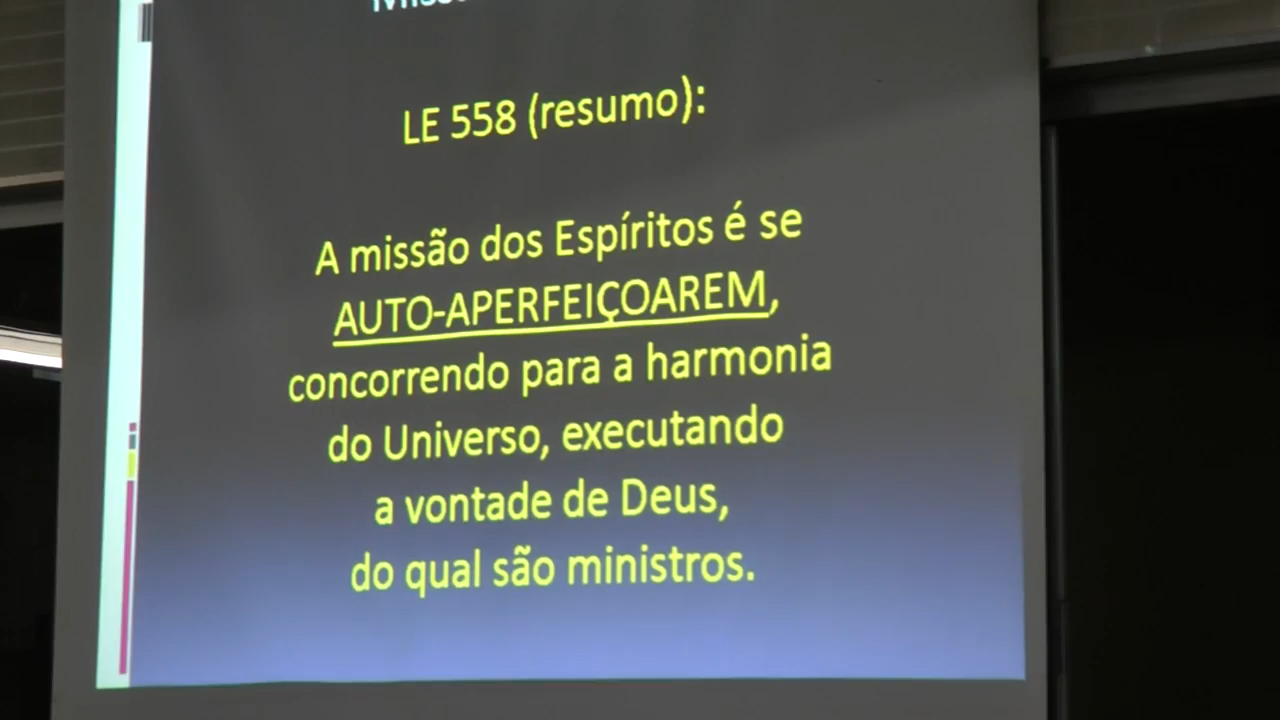 LE 558 (resumo):
A missão dos Espíritos é se
AUTO-APERFEIÇOAREM,
concorrendo para a harmonia
do Universo, executando
a vontade de Deus,
do qual são ministros.